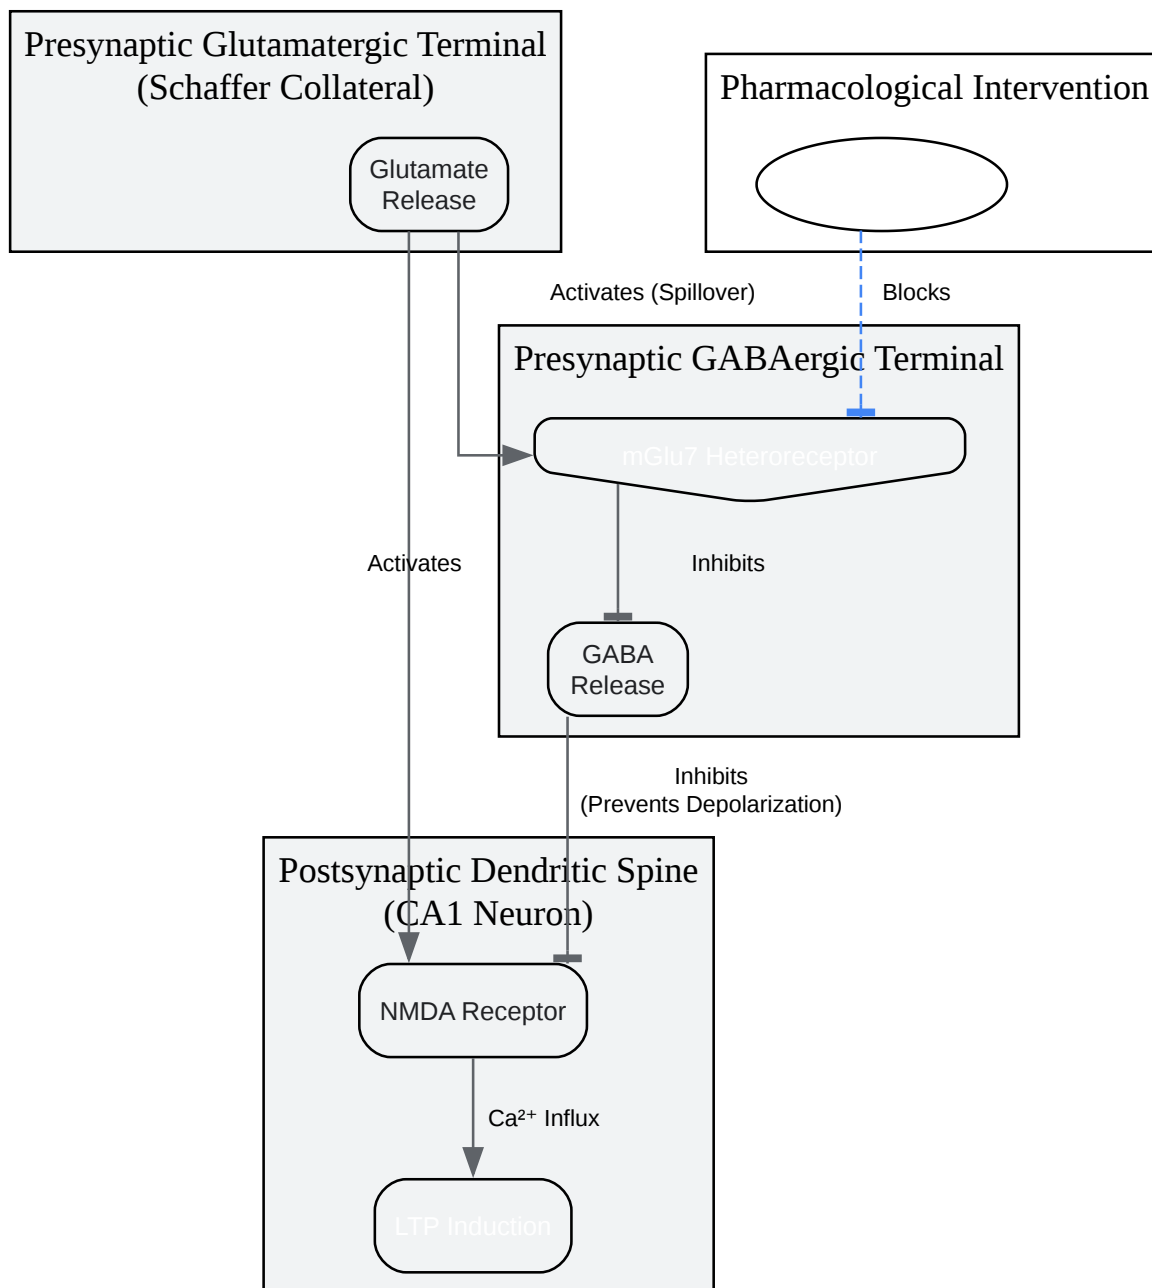 Presynaptic Glutamatergic Terminal
(Schaffer Collateral)
Glutamate
Release
Pharmacological Intervention
Activates (Spillover)
Blocks
Presynaptic GABAergic Terminal
mGlu7 Heteroreceptor
Activates
Inhibits
GABA
Release
Inhibits
(Prevents Depolarization)
Postsynaptic Dendritic Spine
(CA1 Neuron)
NMDA Receptor
Ca²⁺ Influx
LTP Induction